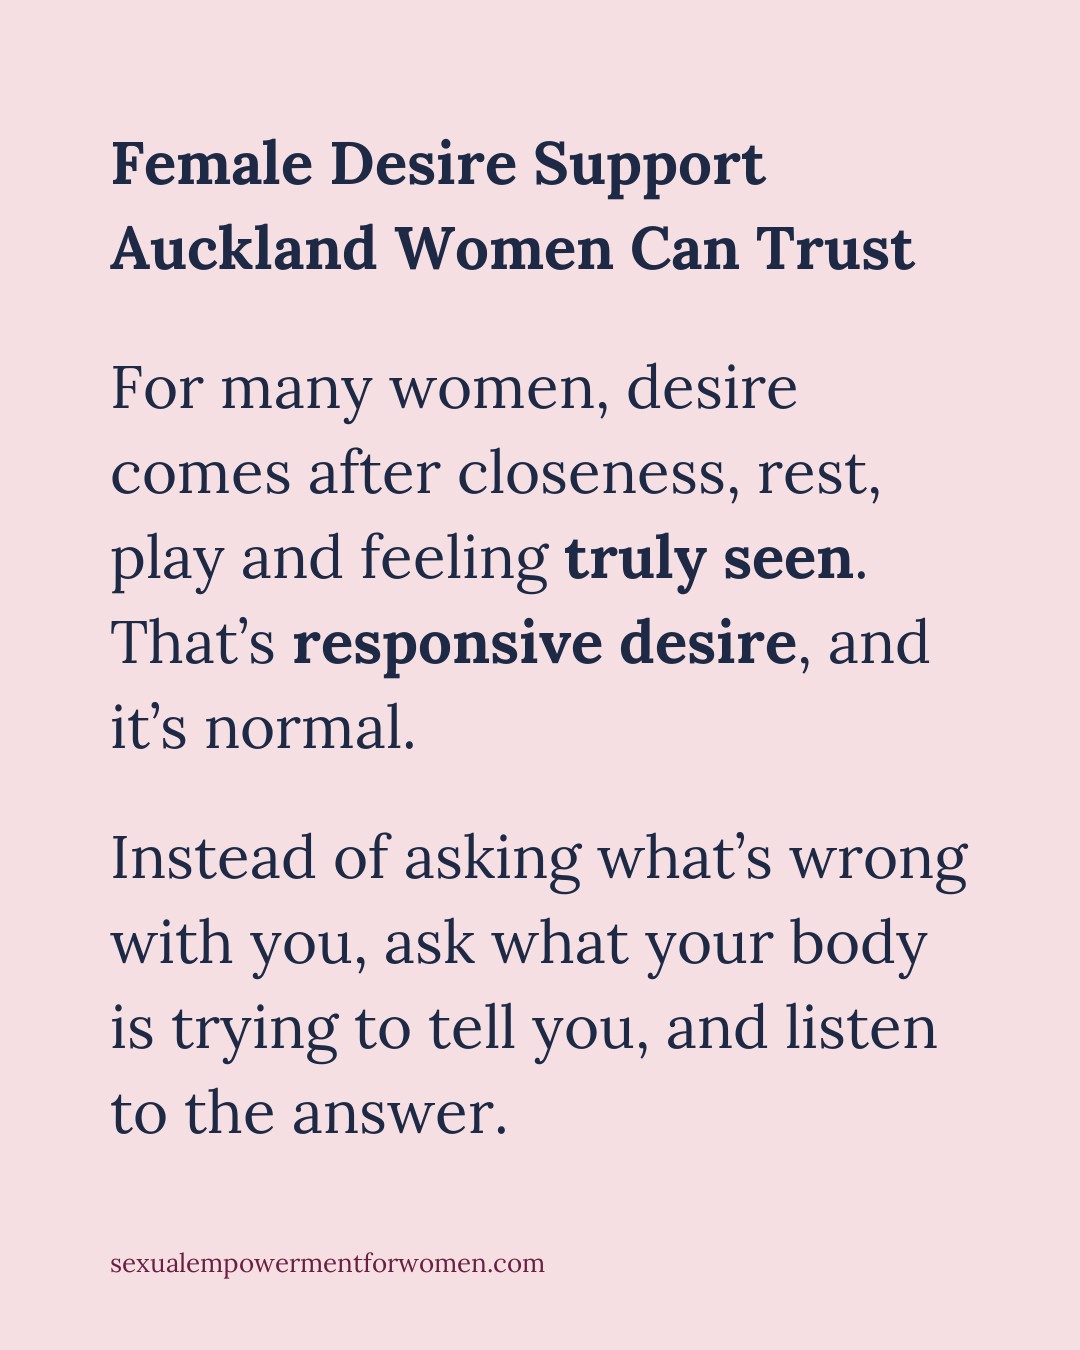 Female Desire Support
Auckland Women Can Trust
For many women, desire
comes after closeness, rest,
play and feeling truly seen.
That’s responsive desire, and
it’s normal.
Instead of asking what’s wrong
with you, ask what your body
is trying to tell you, and listen
to the answer.
sexualempowermentforwomen.com